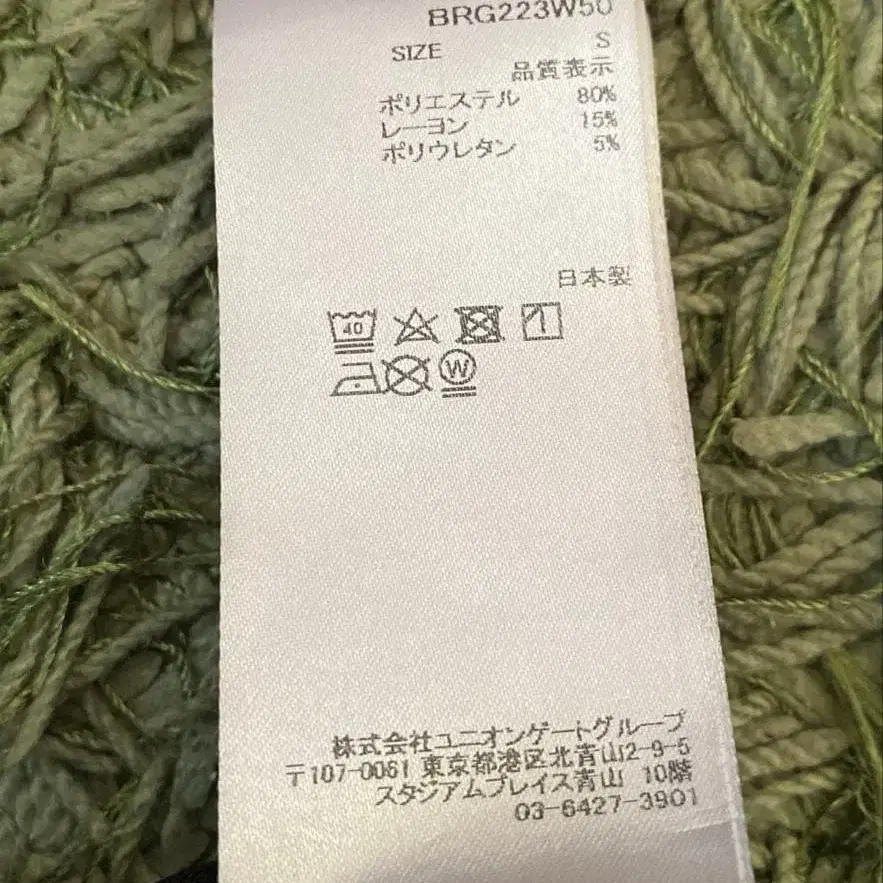 BRG223W50
SIZE S
品質表示
ポリエステル 80%
レーヨン 15%
ポリウレタン 5%
日本製
40
W
株式会社ユニオンゲートグループ
〒107-0061 東京都港区北青山2-9-5
スタジアムプレイス青山 10階
03-6427-3901